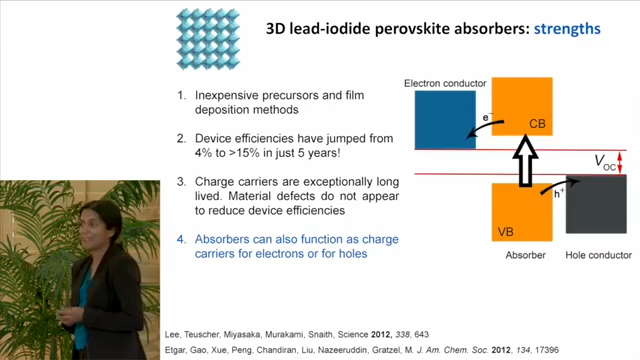 3D lead-iodide perovskite absorbers: strengths
1. Inexpensive precursors and film
deposition methods
2. Device efficiencies have jumped from
4% to >15% in just 5 years!
3. Charge carriers are exceptionally long
lived. Material defects do not appear
to reduce device efficiencies
4. Absorbers can also function as charge
carriers for electrons or for holes
Electron conductor
e⁻
CB
VOC
h⁺
VB
Absorber
Hole conductor
Lee, Teuscher, Miyasaka, Murakami, Snaith, Science 2012, 338, 643
Etgar, Gao, Xue, Peng, Chandiran, Liu, Nazeeruddin, Gratzel, M. J. Am. Chem. Soc. 2012, 134, 17396